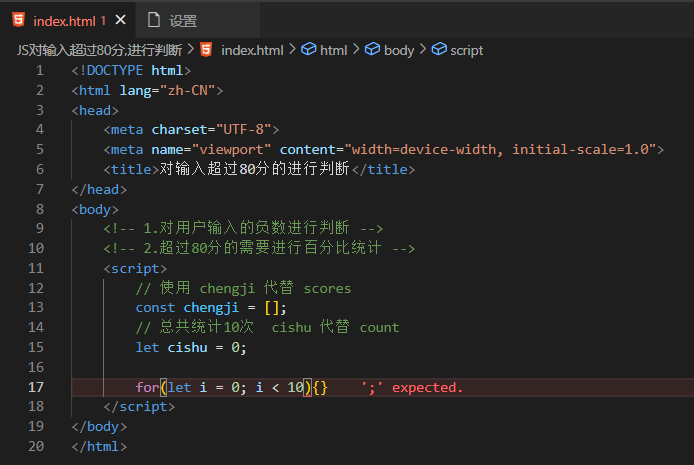 index.html 1 × 设置
JS对输入超过80分,进行判断 > index.html > html > body > script
1 <!DOCTYPE html>
2 <html lang="zh-CN">
3 <head>
4 <meta charset="UTF-8">
5 <meta name="viewport" content="width=device-width, initial-scale=1.0">
6 <title>对输入超过80分的进行判断</title>
7 </head>
8 <body>
9 <!-- 1.对用户输入的负数进行判断 -->
10 <!-- 2.超过80分的需要进行百分比统计 -->
11 <script>
12 // 使用 chengji 代替 scores
13 const chengji = [];
14 // 总共统计10次  cishu 代替 count
15 let cishu = 0;
16
17 for(let i = 0; i < 10){} ';' expected.
18 </script>
19 </body>
20 </html>